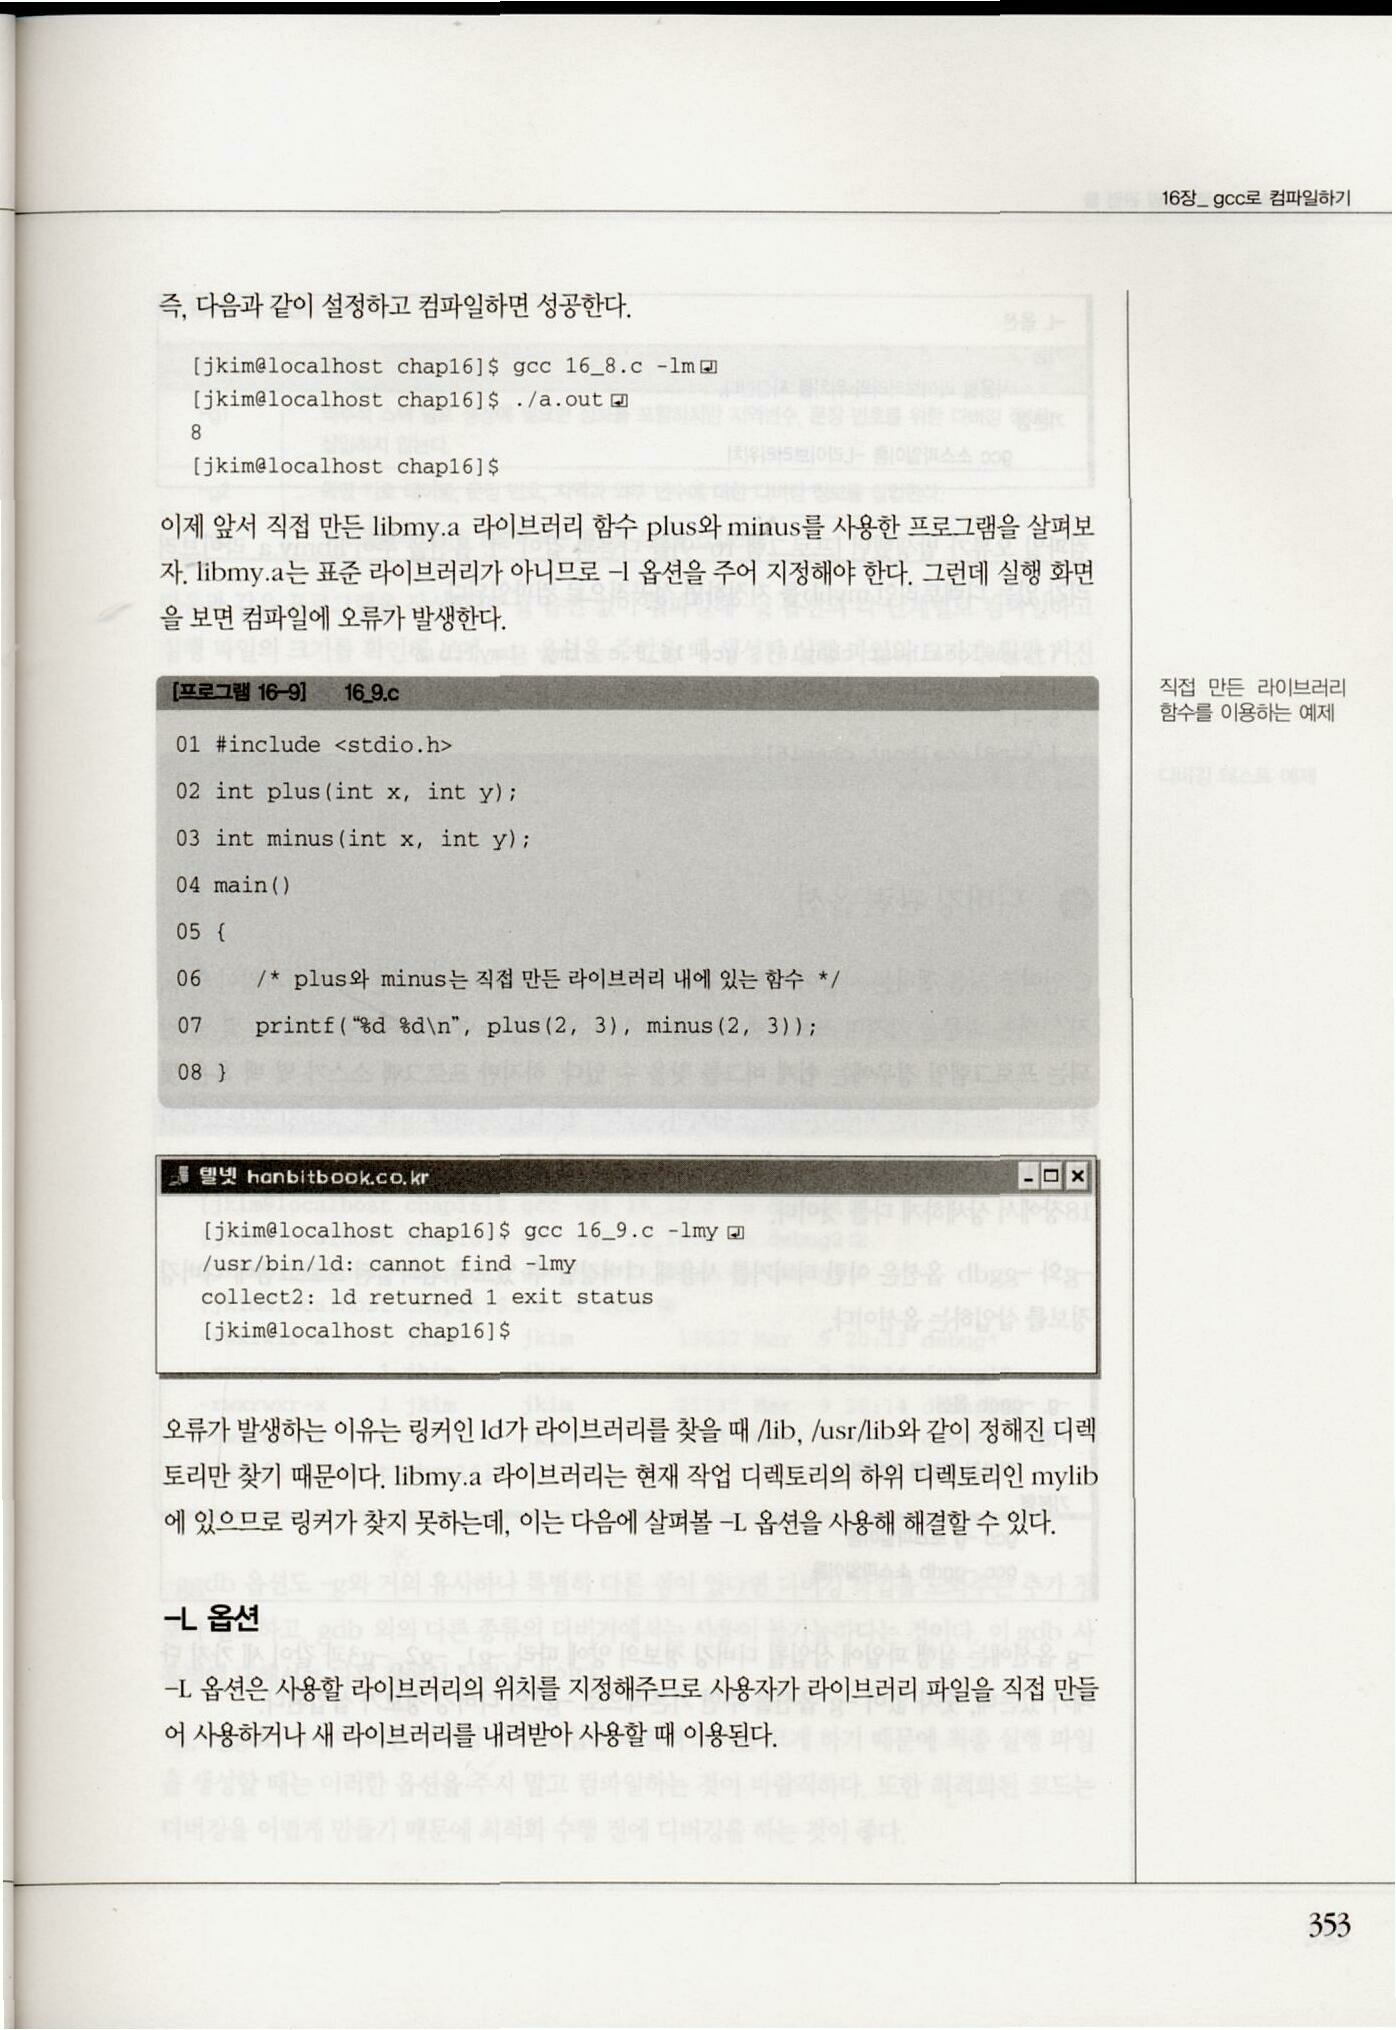 16장_ gcc로 컴파일하기
즉, 다음과 같이 설정하고 컴파일하면 성공한다.
[jkim@localhost chap16]$ gcc 16_8.c -lm
[jkim@localhost chap16]$ ./a.out
8
[jkim@localhost chap16]$
이제 앞서 직접 만든 libmy.a 라이브러리 함수 plus와 minus를 사용한 프로그램을 살펴보
자. libmy.a는 표준 라이브러리가 아니므로 –l 옵션을 주어 지정해야 한다. 그런데 실행 화면
을 보면 컴파일에 오류가 발생한다.
[프로그램 16-9] 16_9.c
직접 만든 라이브러리
함수를 이용하는 예제
01 #include <stdio.h>
02 int plus(int x, int y);
03 int minus(int x, int y);
04 main()
05 {
06 /* plus와 minus는 직접 만든 라이브러리 내에 있는 함수 */
07 printf("%d %d\n", plus(2, 3), minus(2, 3));
08 }
텔넷 hanbitbook.co.kr
[jkim@localhost chap16]$ gcc 16_9.c -lmy
/usr/bin/ld: cannot find -lmy
collect2: ld returned 1 exit status
[jkim@localhost chap16]$
오류가 발생하는 이유는 링커인 ld가 라이브러리를 찾을 때 /lib, /usr/lib와 같이 정해진 디렉
토리만 찾기 때문이다. libmy.a 라이브러리는 현재 작업 디렉토리의 하위 디렉토리인 mylib
에 있으므로 링커가 찾지 못하는데, 이는 다음에 살펴볼 –L 옵션을 사용해 해결할 수 있다.
–L 옵션
–L 옵션은 사용할 라이브러리의 위치를 지정해주므로 사용자가 라이브러리 파일을 직접 만들
어 사용하거나 새 라이브러리를 내려받아 사용할 때 이용된다.
353